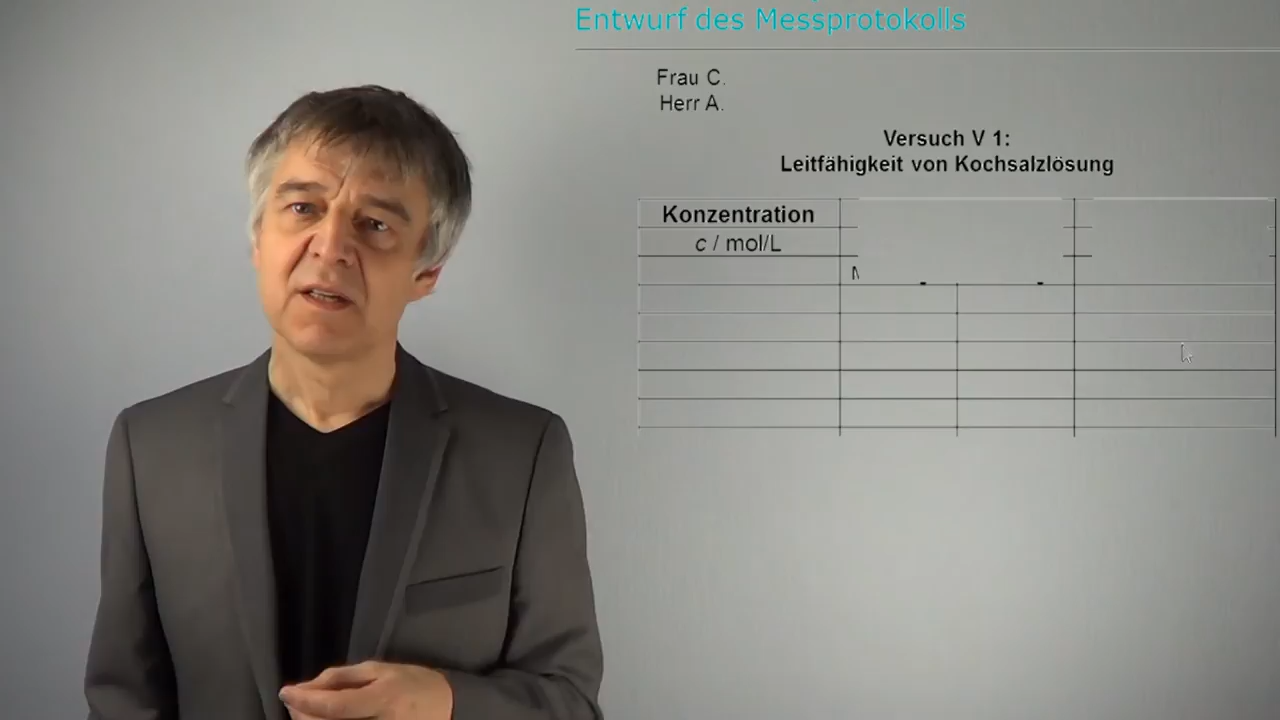 Entwurf des Messprotokolls
Frau C.
Herr A.
Versuch V 1:
Leitfähigkeit von Kochsalzlösung
Konzentration
c / mol/L